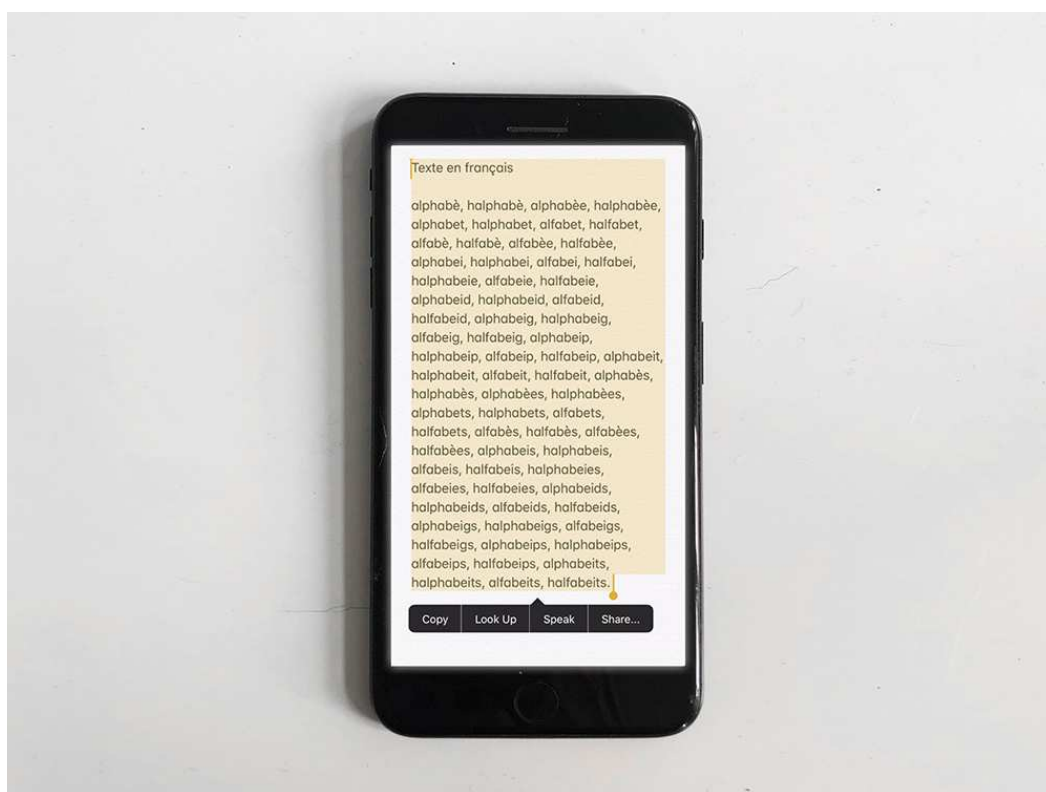 Texte en français
alphabè, halphabè, alphabèe, halphabèe,
alphabet, halphabet, alfabet, halfabet,
alfabè, halfabè, alfabèe, halfabèe,
alphabei, halphabei, alfabei, halfabei,
halphabeie, alfabeie, halfabeie,
alphabeid, halphabeid, alfabeid,
halfabeid, alphabeig, halphabeig,
alfabeig, halfabeig, alphabeip,
halphabeip, alfabeip, halfabeip, alphabeit,
halphabeit, alfabeit, halfabeit, alphabès,
halphabès, alphabèes, halphabèes,
alphabets, halphabets, alfabets,
halfabets, alfabès, halfabès, alfabèes,
halfabèes, alphabeis, halphabeis,
alfabeis, halfabeis, halphabeies,
alfabeies, halfabeies, alphabeids,
halphabeids, alfabeids, halfabeids,
alphabeigs, halphabeigs, alfabeigs,
halfabeigs, alphabeips, halphabeips,
alfabeips, halfabeips, alphabeits,
halphabeits, alfabeits, halfabeits.
Copy Look Up Speak Share...